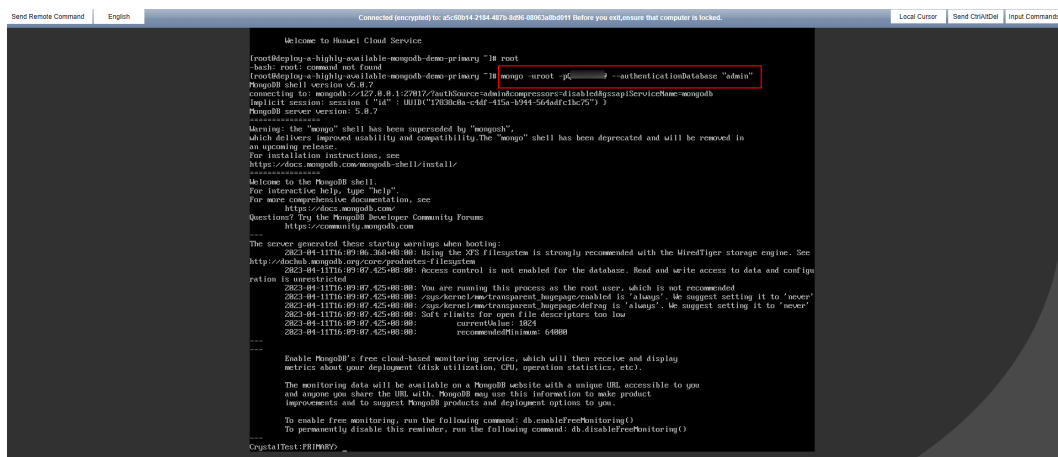 Send Remote Command English Connected (encrypted) to: a5c60b14-2184-487b-8d96-08063a8bd011 Before you exit,ensure that computer is locked. Local Cursor Send CtrlAltDel Input Commands
Welcome to Huawei Cloud Service
[root@deploy-a-highly-available-mongodb-demo-primary ~]# root
-bash: root: command not found
[root@deploy-a-highly-available-mongodb-demo-primary ~]# mongo -uroot --authenticationDatabase "admin"
MongoDB shell version v5.0.7
connecting to: mongodb://127.0.0.1:27017/?authSource=admin&compressors=disabled&gssapiServiceName=mongodb
Implicit session: session { "id" : UUID("17838c0a-c4df-415a-b944-564adfc1bc75") }
MongoDB server version: 5.0.7
================
Warning: the "mongo" shell has been superseded by "mongosh",
which delivers improved usability and compatibility.The "mongo" shell has been deprecated and will be removed in
an upcoming release.
For installation instructions, see
https://docs.mongodb.com/mongodb-shell/install/
================
Welcome to the MongoDB shell.
For interactive help, type "help".
For more comprehensive documentation, see
https://docs.mongodb.com/
Questions? Try the MongoDB Developer Community Forums
https://community.mongodb.com
---
The server generated these startup warnings when booting:
2023-04-11T16:09:06.368+08:00: Using the XFS filesystem is strongly recommended with the WiredTiger storage engine. See
http://dochub.mongodb.org/core/prodnotes-filesystem
2023-04-11T16:09:07.425+08:00: Access control is not enabled for the database. Read and write access to data and configu
ration is unrestricted
2023-04-11T16:09:07.425+08:00: You are running this process as the root user, which is not recommended
2023-04-11T16:09:07.425+08:00: /sys/kernel/mm/transparent_hugepage/enabled is 'always'. We suggest setting it to 'never'
2023-04-11T16:09:07.425+08:00: /sys/kernel/mm/transparent_hugepage/defrag is 'always'. We suggest setting it to 'never'
2023-04-11T16:09:07.425+08:00: Soft rlimits for open file descriptors too low
2023-04-11T16:09:07.425+08:00: currentValue: 1024
2023-04-11T16:09:07.425+08:00: recommendedMinimum: 64000
---
---
Enable MongoDB's free cloud-based monitoring service, which will then receive and display
metrics about your deployment (disk utilization, CPU, operation statistics, etc).
The monitoring data will be available on a MongoDB website with a unique URL accessible to you
and anyone you share the URL with. MongoDB may use this information to make product
improvements and to suggest MongoDB products and deployment options to you.
To enable free monitoring, run the following command: db.enableFreeMonitoring()
To permanently disable this reminder, run the following command: db.disableFreeMonitoring()
---
CrystalTest:PRIMARY> _